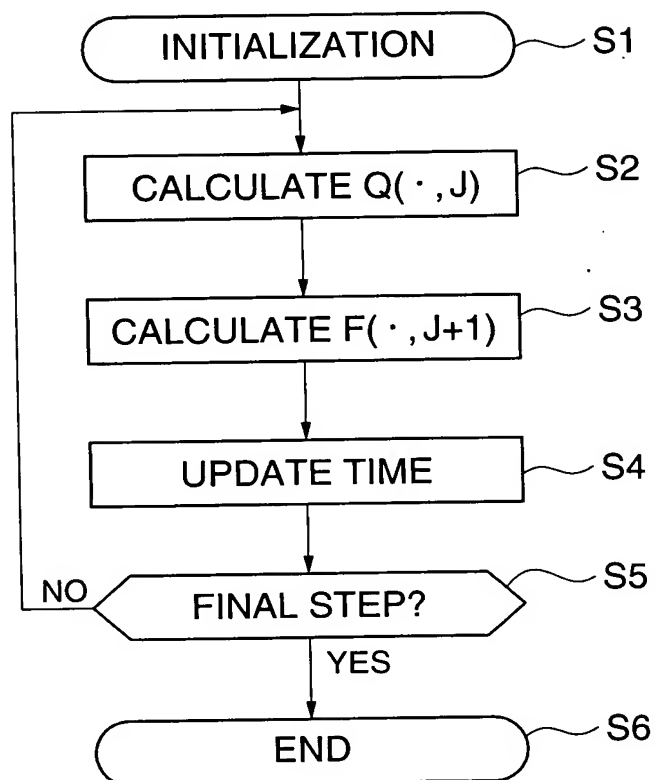 INITIALIZATION S1
CALCULATE Q( · , J) S2
CALCULATE F( · , J+1) S3
UPDATE TIME S4
NO FINAL STEP? S5
YES
END S6